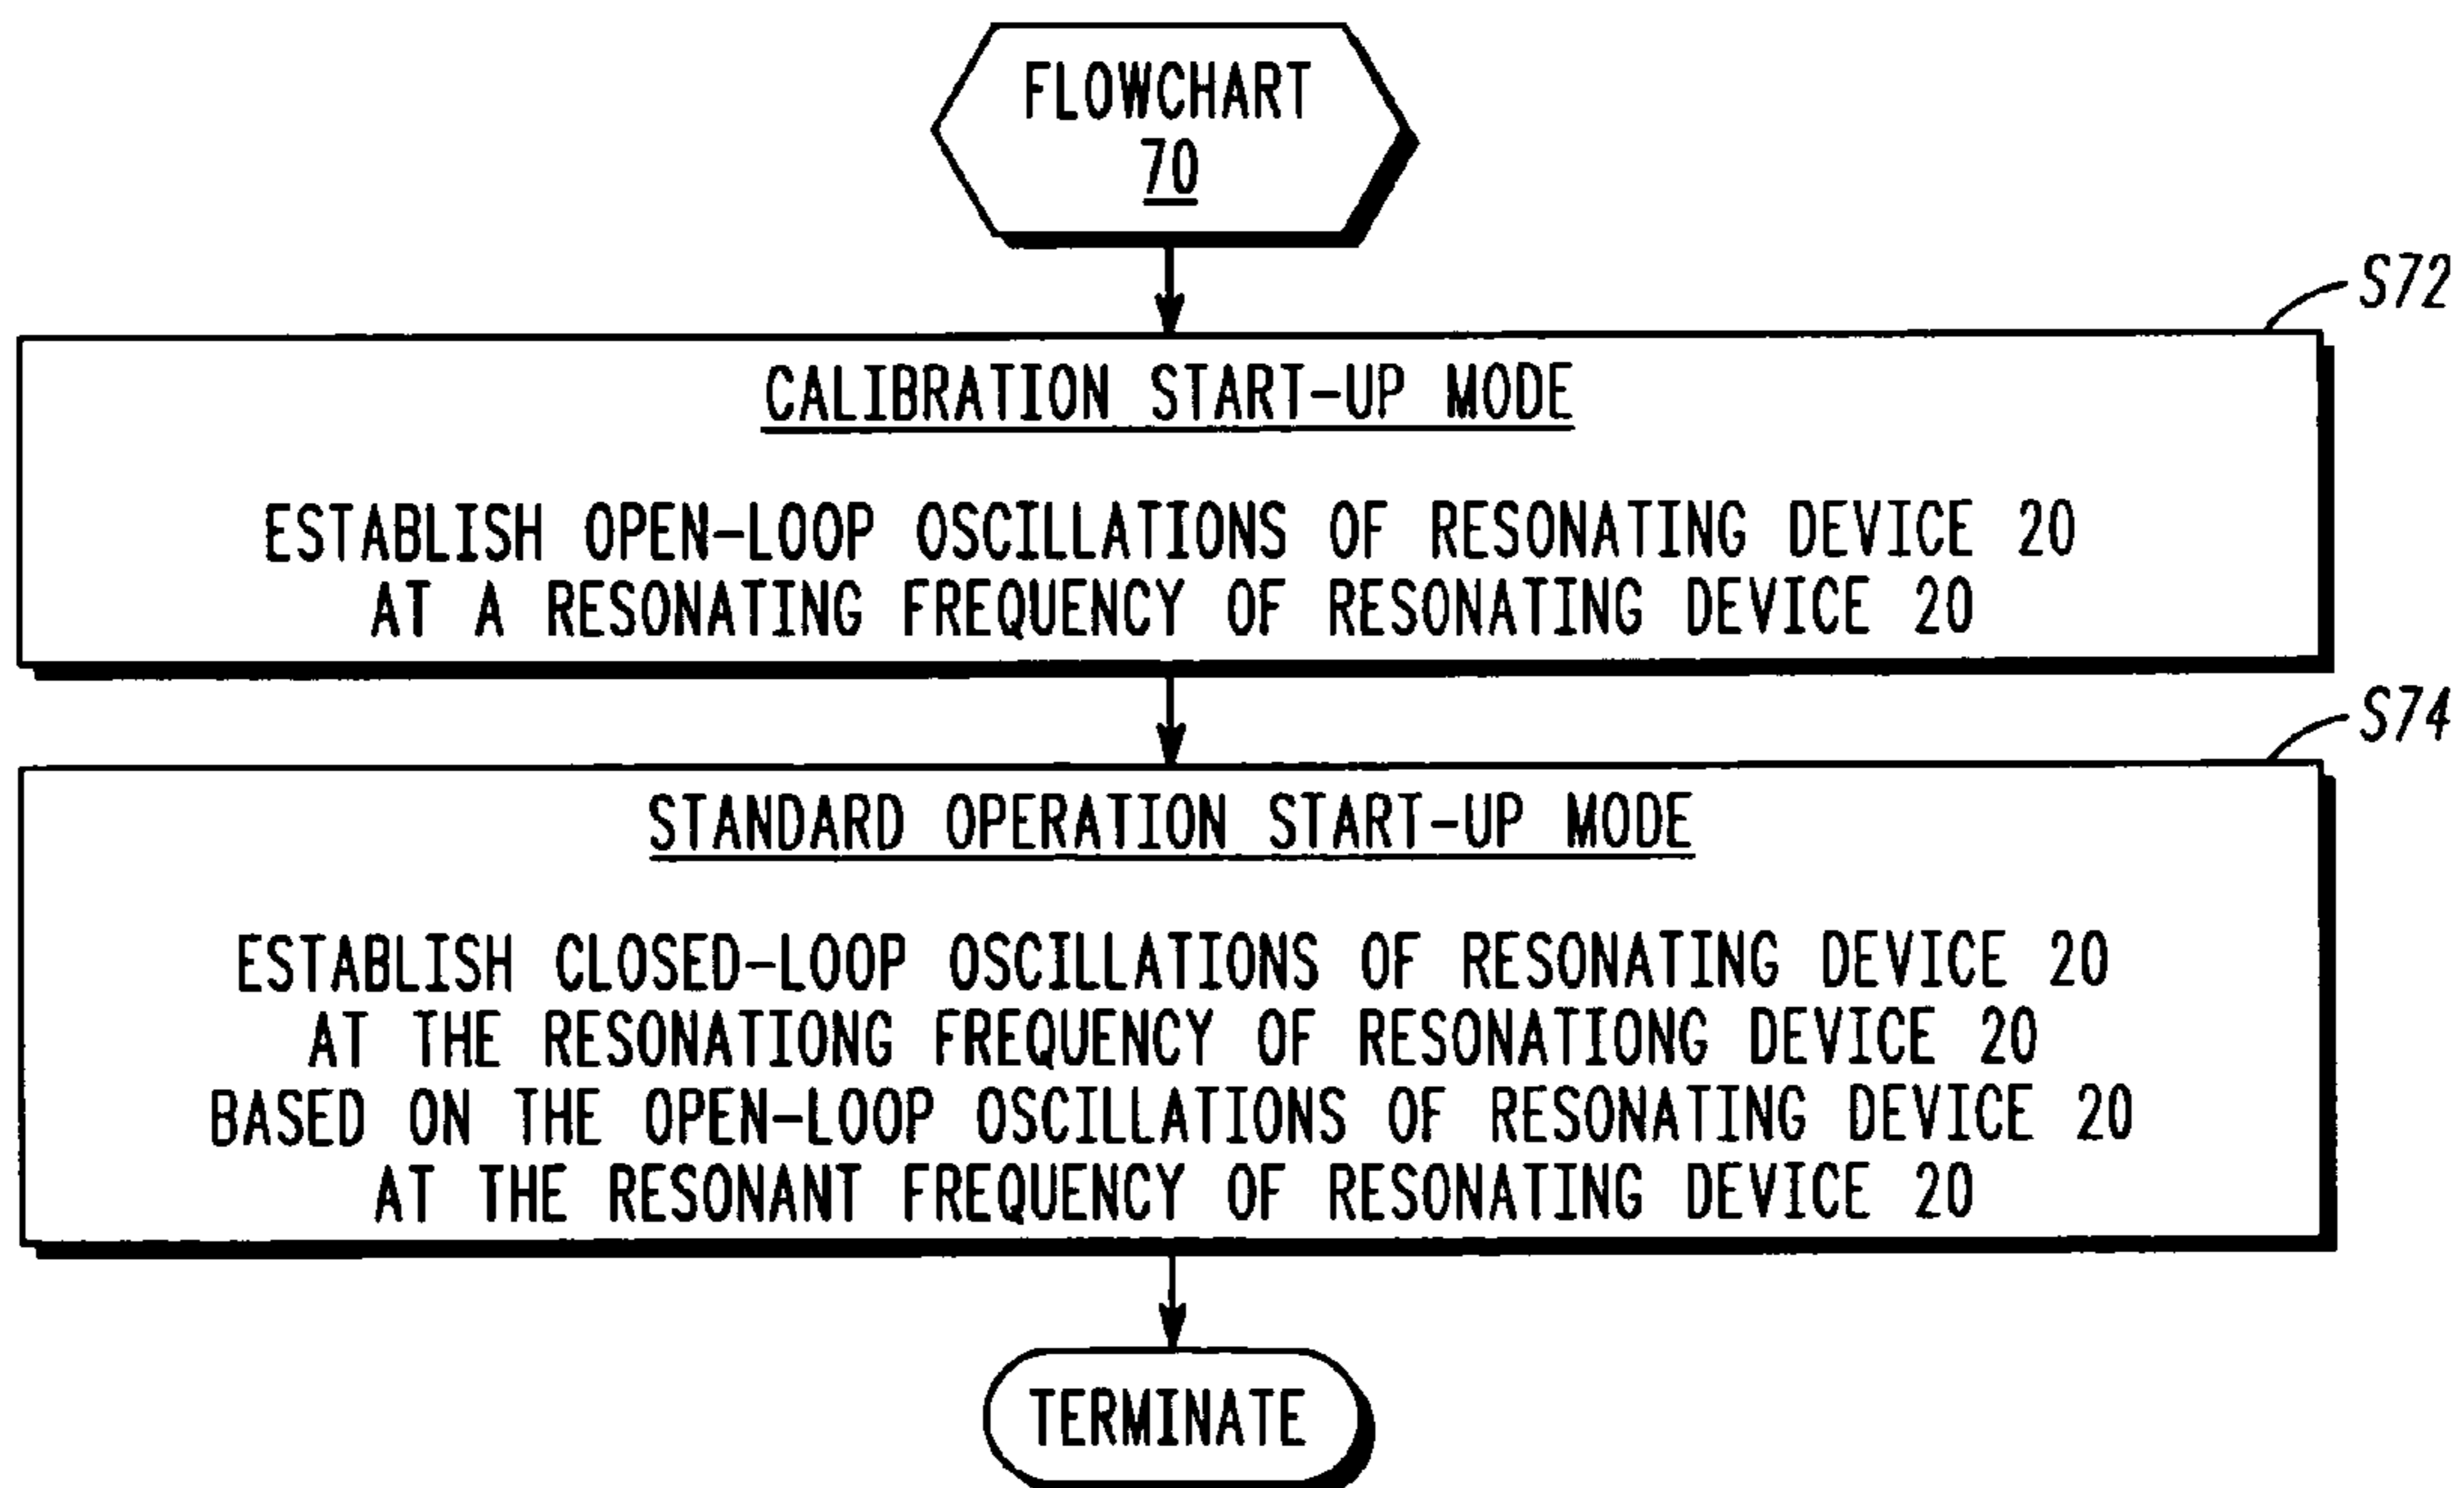 FLOWCHART
70
S72
CALIBRATION START-UP MODE
ESTABLISH OPEN-LOOP OSCILLATIONS OF RESONATING DEVICE 20
AT A RESONATING FREQUENCY OF RESONATING DEVICE 20
S74
STANDARD OPERATION START-UP MODE
ESTABLISH CLOSED-LOOP OSCILLATIONS OF RESONATING DEVICE 20
AT THE RESONATIONG FREQUENCY OF RESONATIONG DEVICE 20
BASED ON THE OPEN-LOOP OSCILLATIONS OF RESONATING DEVICE 20
AT THE RESONANT FREQUENCY OF RESONATING DEVICE 20
TERMINATE